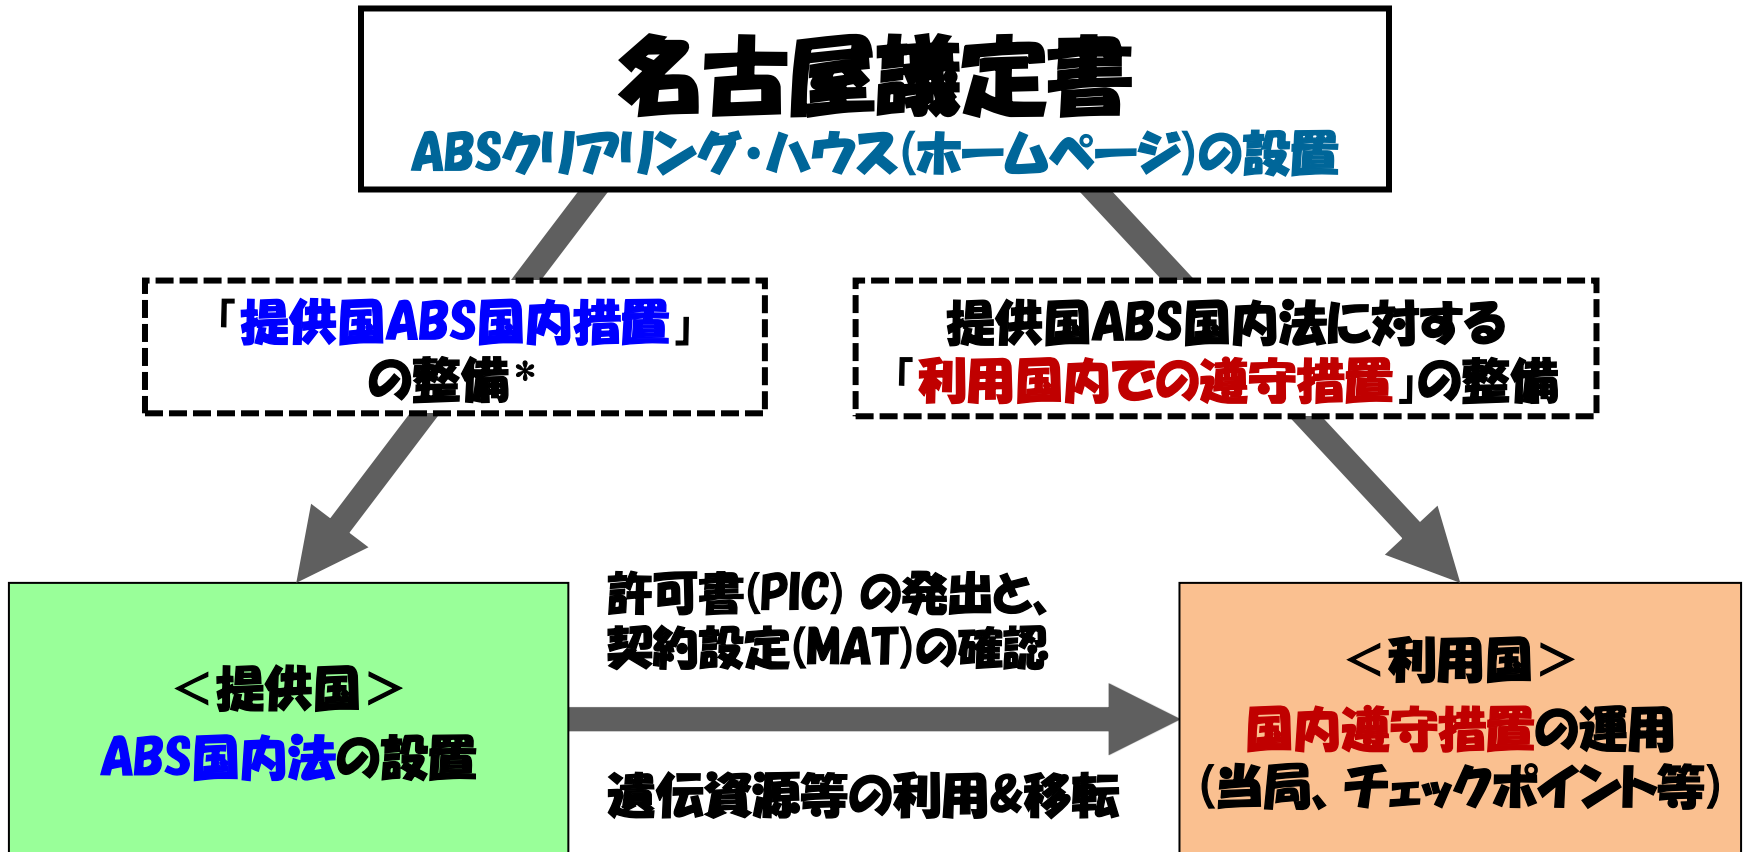 名古屋議定書
ABSクリアリング・ハウス(ホームページ)の設置
「提供国ABS国内措置」
の整備*
提供国ABS国内法に対する
「利用国内での遵守措置」の整備
許可書(PIC) の発出と、
契約設定(MAT)の確認
＜提供国＞
ABS国内法の設置
遺伝資源等の利用&移転
＜利用国＞
国内遵守措置の運用
(当局、チェックポイント等)